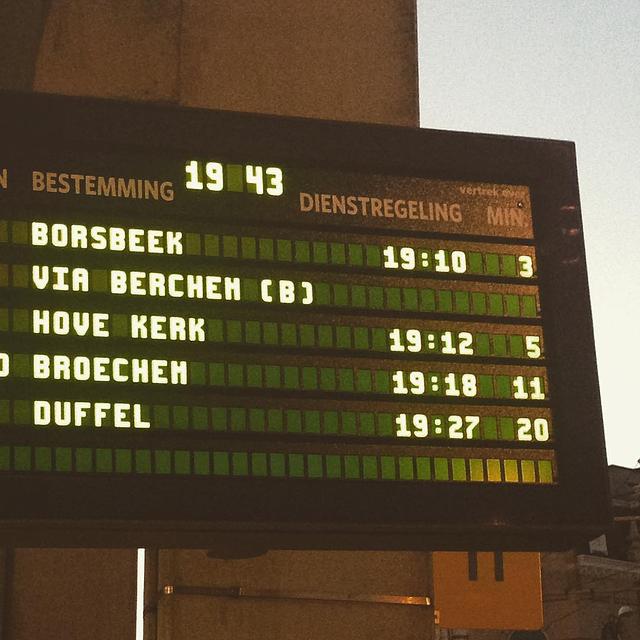 N BESTEMMING 19 43 DIENSTREGELING MIN
BORSBEEK 19:10 3
VIA BERCHEM (B)
HOVE KERK 19:12 5
O BROECHEM 19:18 11
DUFFEL 19:27 20